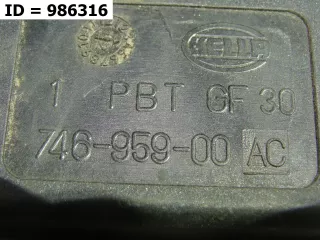 ID = 986316
HELLA
1 PBT GF 30
746-959-00 AC